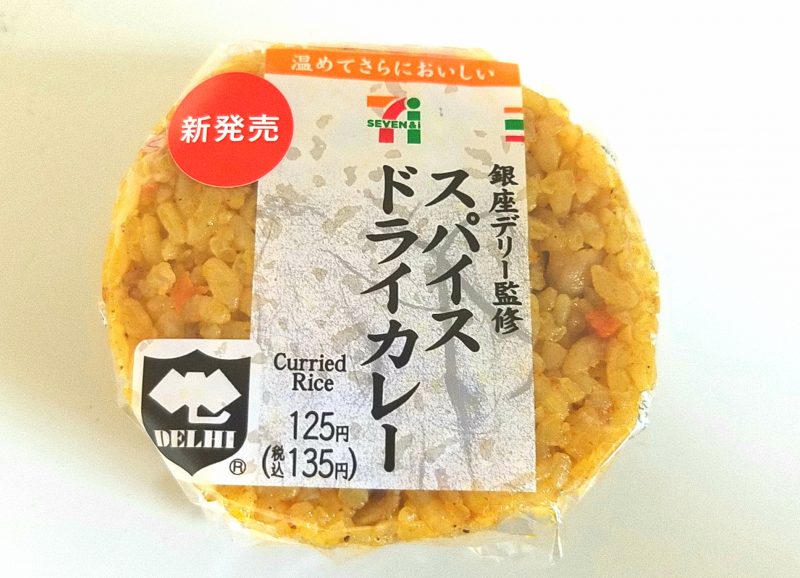 温めてさらにおいしい
新発売
7i
SEVEN&i
銀座デリー監修
スパイス
ドライカレー
Curried
Rice
125円
(税込135円)
DELHI
®